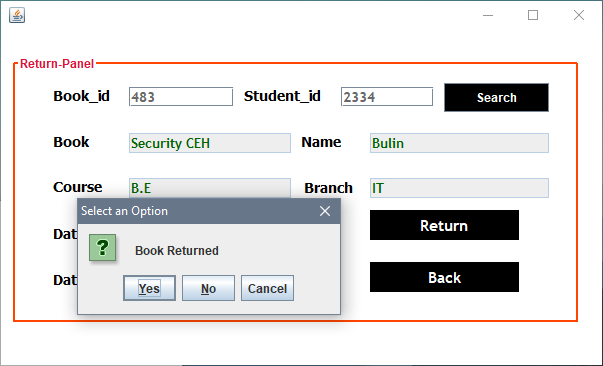 Return-Panel
Book_id 483 Student_id 2334 Search
Book Security CEH Name Bulin
Course B.E Branch IT
Select an Option
Dat Return
? Book Returned
Dat Back
Yes No Cancel